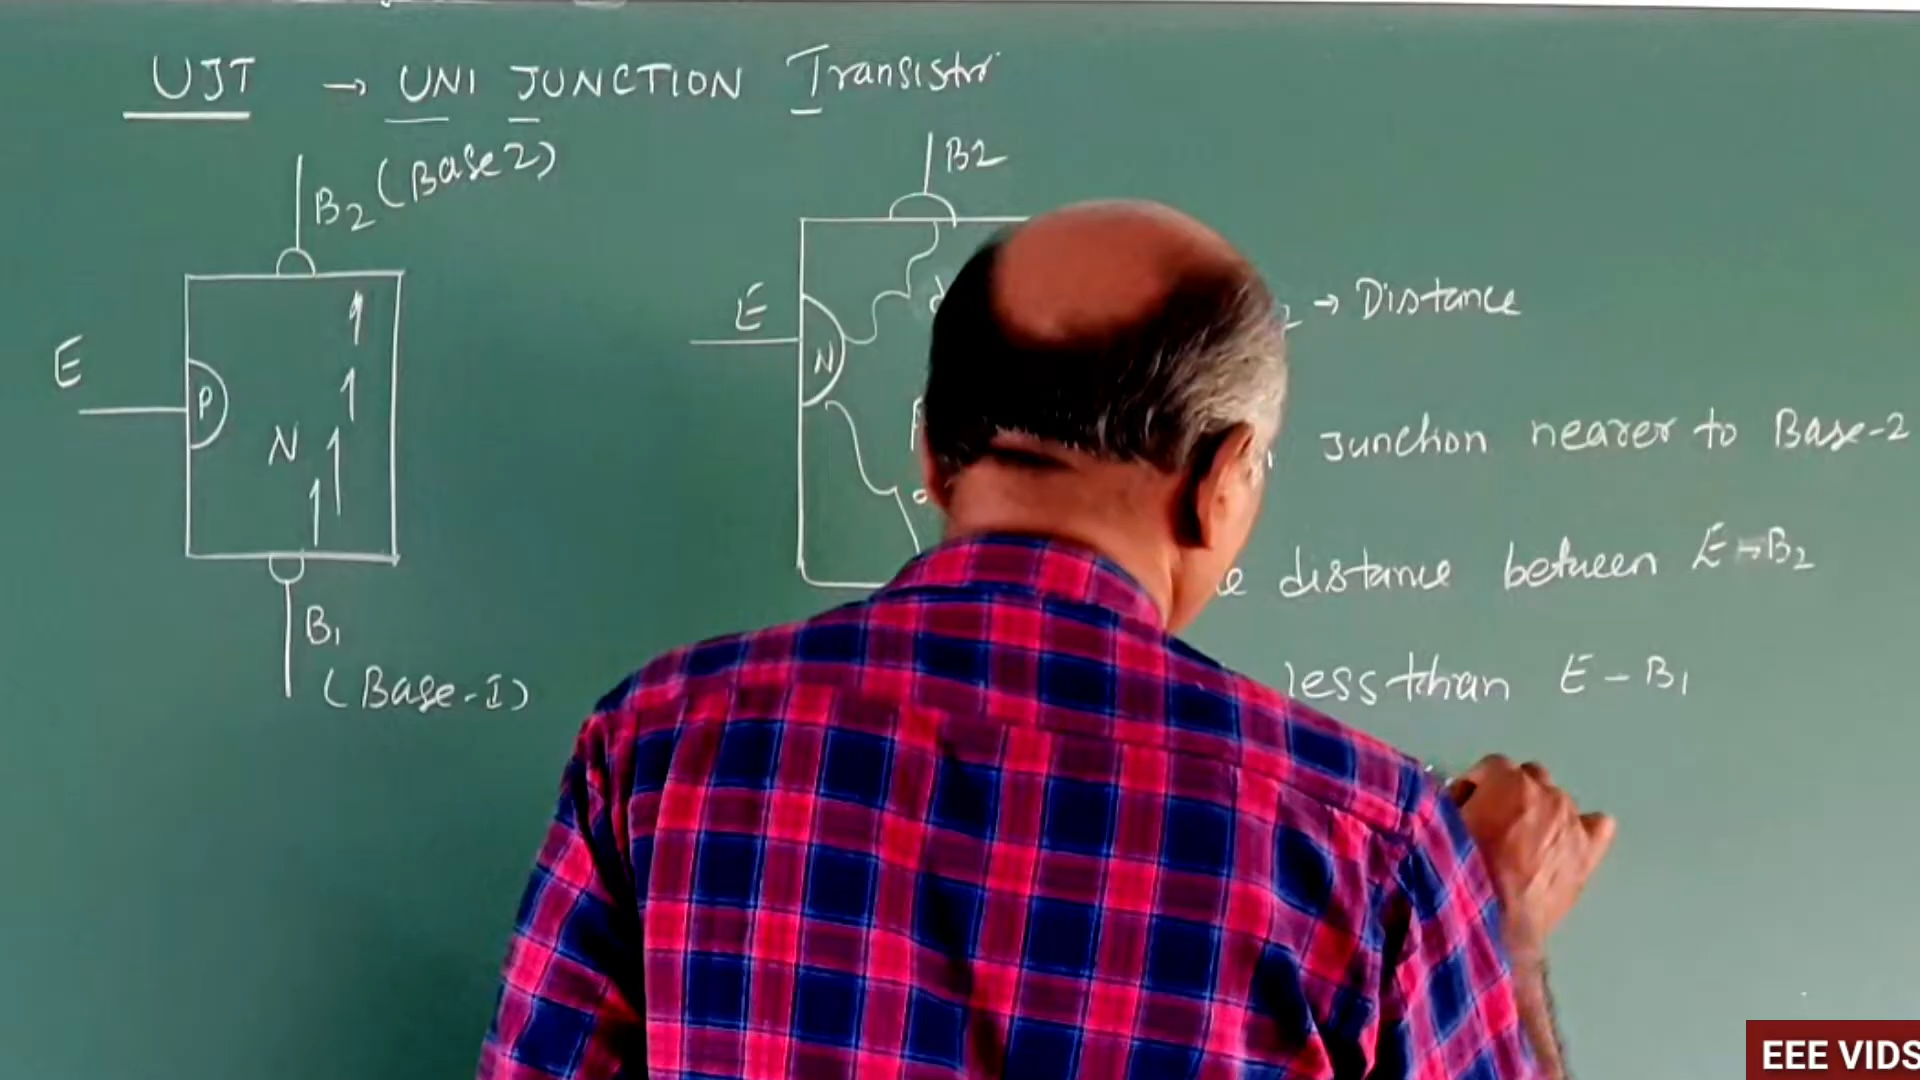 UJT → UNI JUNCTION Transistor
B2 (Base 2)
E
P
N
B1
(Base-I)
B2
E
N
→ Distance
Junction nearer to Base-2
distance between E-B2
less than E-B1
EEE VIDS